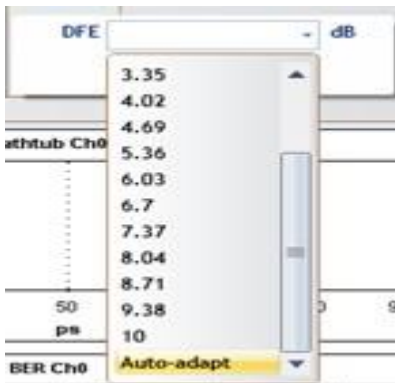 DFE dB
3.35
4.02
4.69
athtub Ch0
5.36
6.03
6.7
7.37
8.04
8.71
50 9.38
ps 10
BER Ch0 Auto-adapt